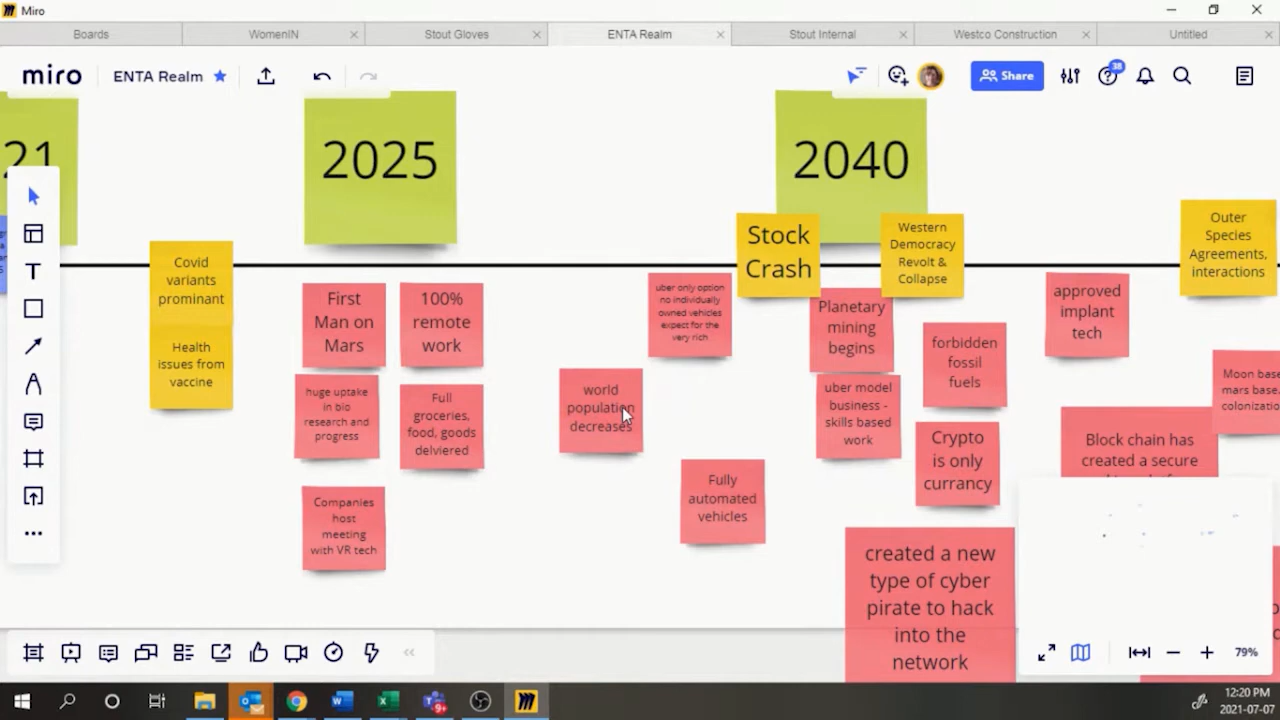 Miro
Boards
WomenIN
Stout Gloves
ENTA Realm
Stout Internal
Westco Construction
Untitled
miro
ENTA Realm
38
Share
21
2025
2040
Covid
variants
prominant
Health
issues from
vaccine
First
Man on
Mars
100%
remote
work
huge uptake
in bio
research and
progress
Full
groceries,
food, goods
delviered
Companies
host
meeting
with VR tech
world
population
decreases
uber only option
no individually
owned vehicles
expect for the
very rich
Fully
automated
vehicles
Stock
Crash
Western
Democracy
Revolt &
Collapse
Planetary
mining
begins
uber model
business -
skills based
work
forbidden
fossil
fuels
Crypto
is only
currancy
created a new
type of cyber
pirate to hack
into the
network
approved
implant
tech
Outer
Species
Agreements,
interactions
Moon base
mars base
Block chain has
created a secure
79%
12:20 PM
2021-07-07